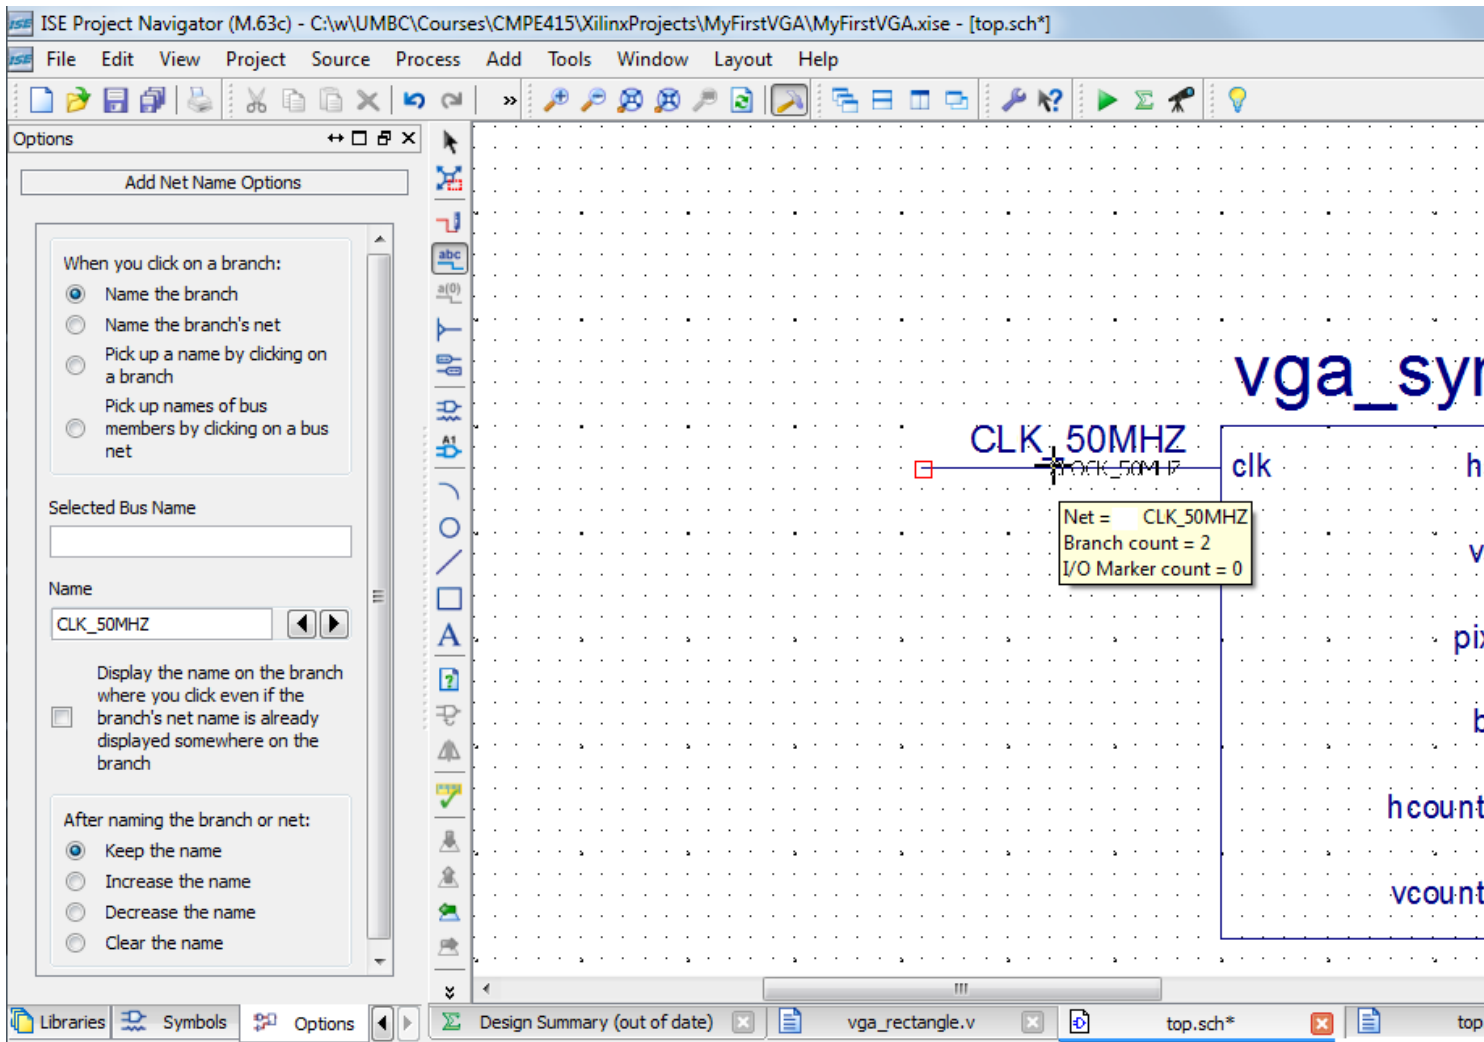 ISE Project Navigator (M.63c) - C:\w\UMBC\Courses\CMPE415\XilinxProjects\MyFirstVGA\MyFirstVGA.xise - [top.sch*]
File Edit View Project Source Process Add Tools Window Layout Help
Options
Add Net Name Options
When you click on a branch:
Name the branch
Name the branch's net
Pick up a name by clicking on
a branch
Pick up names of bus
members by clicking on a bus
net
Selected Bus Name
Name
CLK_50MHZ
Display the name on the branch
where you click even if the
branch's net name is already
displayed somewhere on the
branch
After naming the branch or net:
Keep the name
Increase the name
Decrease the name
Clear the name
Libraries Symbols Options
abc
a(0)
A1
A
vga_syn
CLK_50MHZ
clk
h
Net = CLK_50MHZ
Branch count = 2
I/O Marker count = 0
v
pix
b
hcount
vcount
Design Summary (out of date) vga_rectangle.v top.sch* top